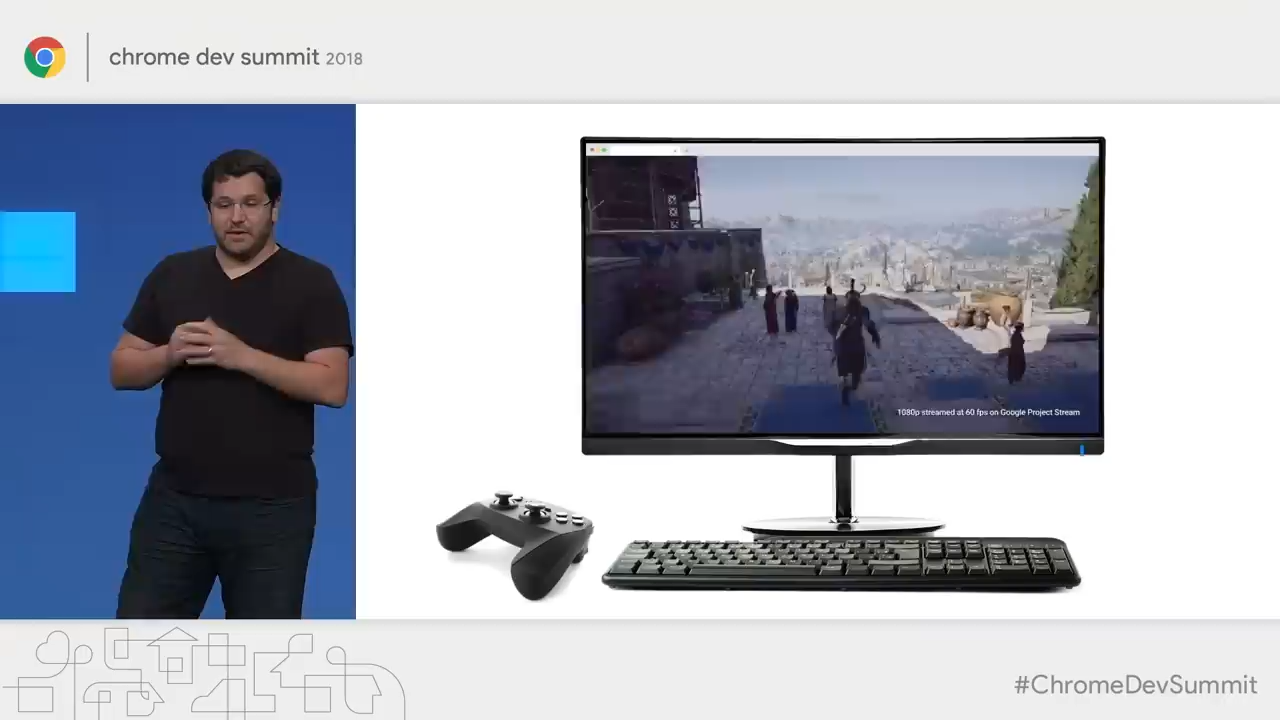 chrome dev summit 2018
1080p streamed at 60 fps on Google Project Stream
#ChromeDevSummit